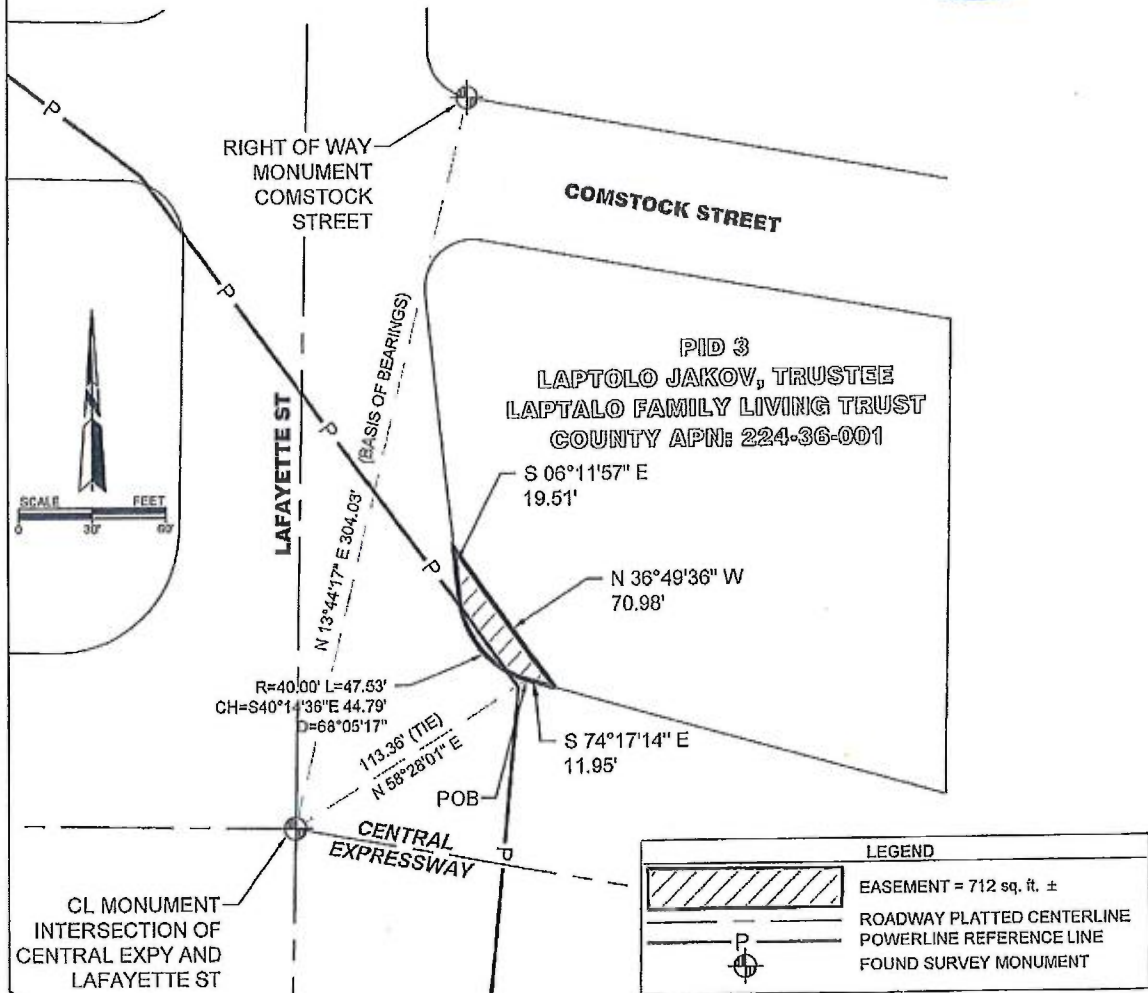 RIGHT OF WAY
MONUMENT
COMSTOCK
STREET
COMSTOCK STREET
P
P
P
P
P
LAFAYETTE ST
(BASIS OF BEARINGS)
N 13°44'17" E 304.03'
PID 3
LAPTOLO JAKOV, TRUSTEE
LAPTALO FAMILY LIVING TRUST
COUNTY APN: 224-36-001
N
SCALE FEET
0 30' 60'
S 06°11'57" E
19.51'
N 36°49'36" W
70.98'
R=40.00' L=47.53'
CH=S40°14'36"E 44.79'
D=68°05'17"
113.36' (TIE)
N 58°28'01" E
S 74°17'14" E
11.95'
POB
CENTRAL
EXPRESSWAY
CL MONUMENT
INTERSECTION OF
CENTRAL EXPY AND
LAFAYETTE ST
LEGEND
EASEMENT = 712 sq. ft. ±
ROADWAY PLATTED CENTERLINE
P POWERLINE REFERENCE LINE
FOUND SURVEY MONUMENT